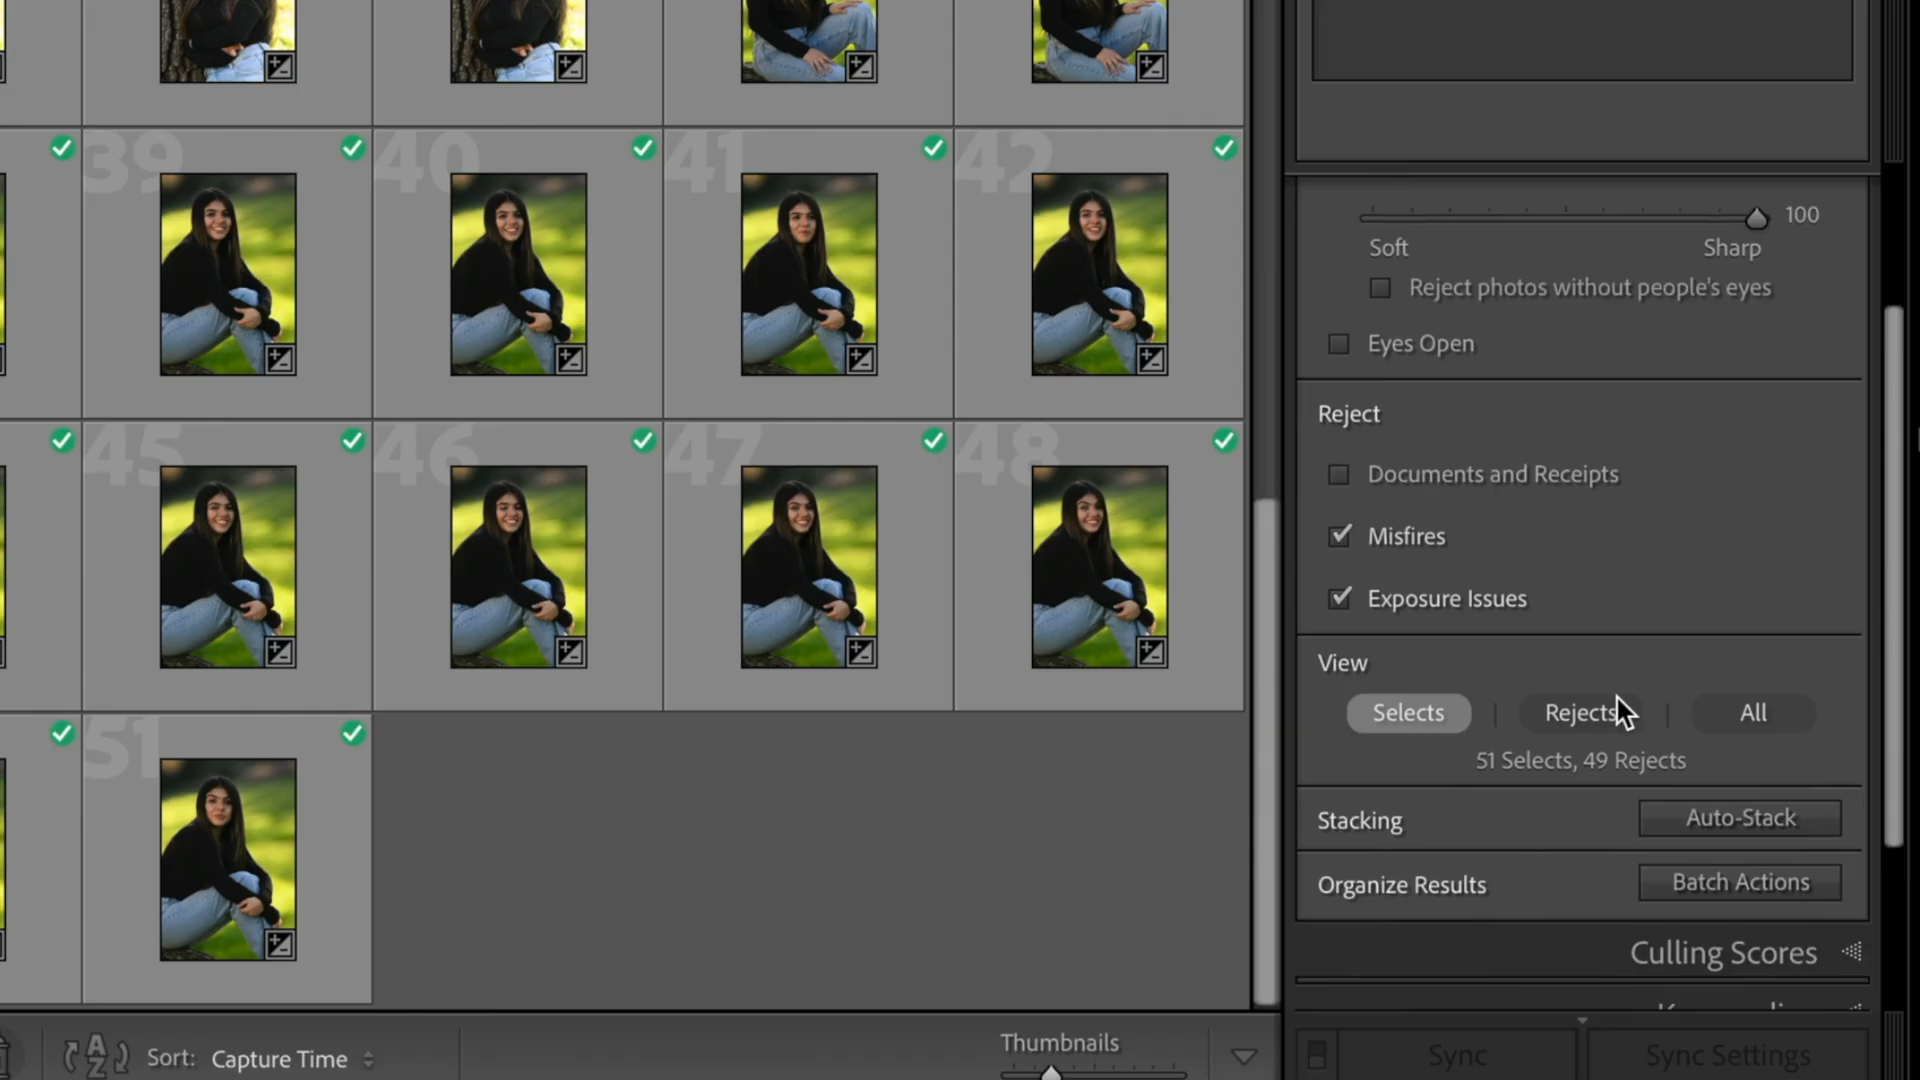 39 40 41 42
45 46 47 48
51
100
Soft Sharp
Reject photos without people's eyes
Eyes Open
Reject
Documents and Receipts
Misfires
Exposure Issues
View
Selects | Rejects | All
51 Selects, 49 Rejects
Stacking Auto-Stack
Organize Results Batch Actions
Culling Scores
Sort: Capture Time
Thumbnails
Sync Sync Settings